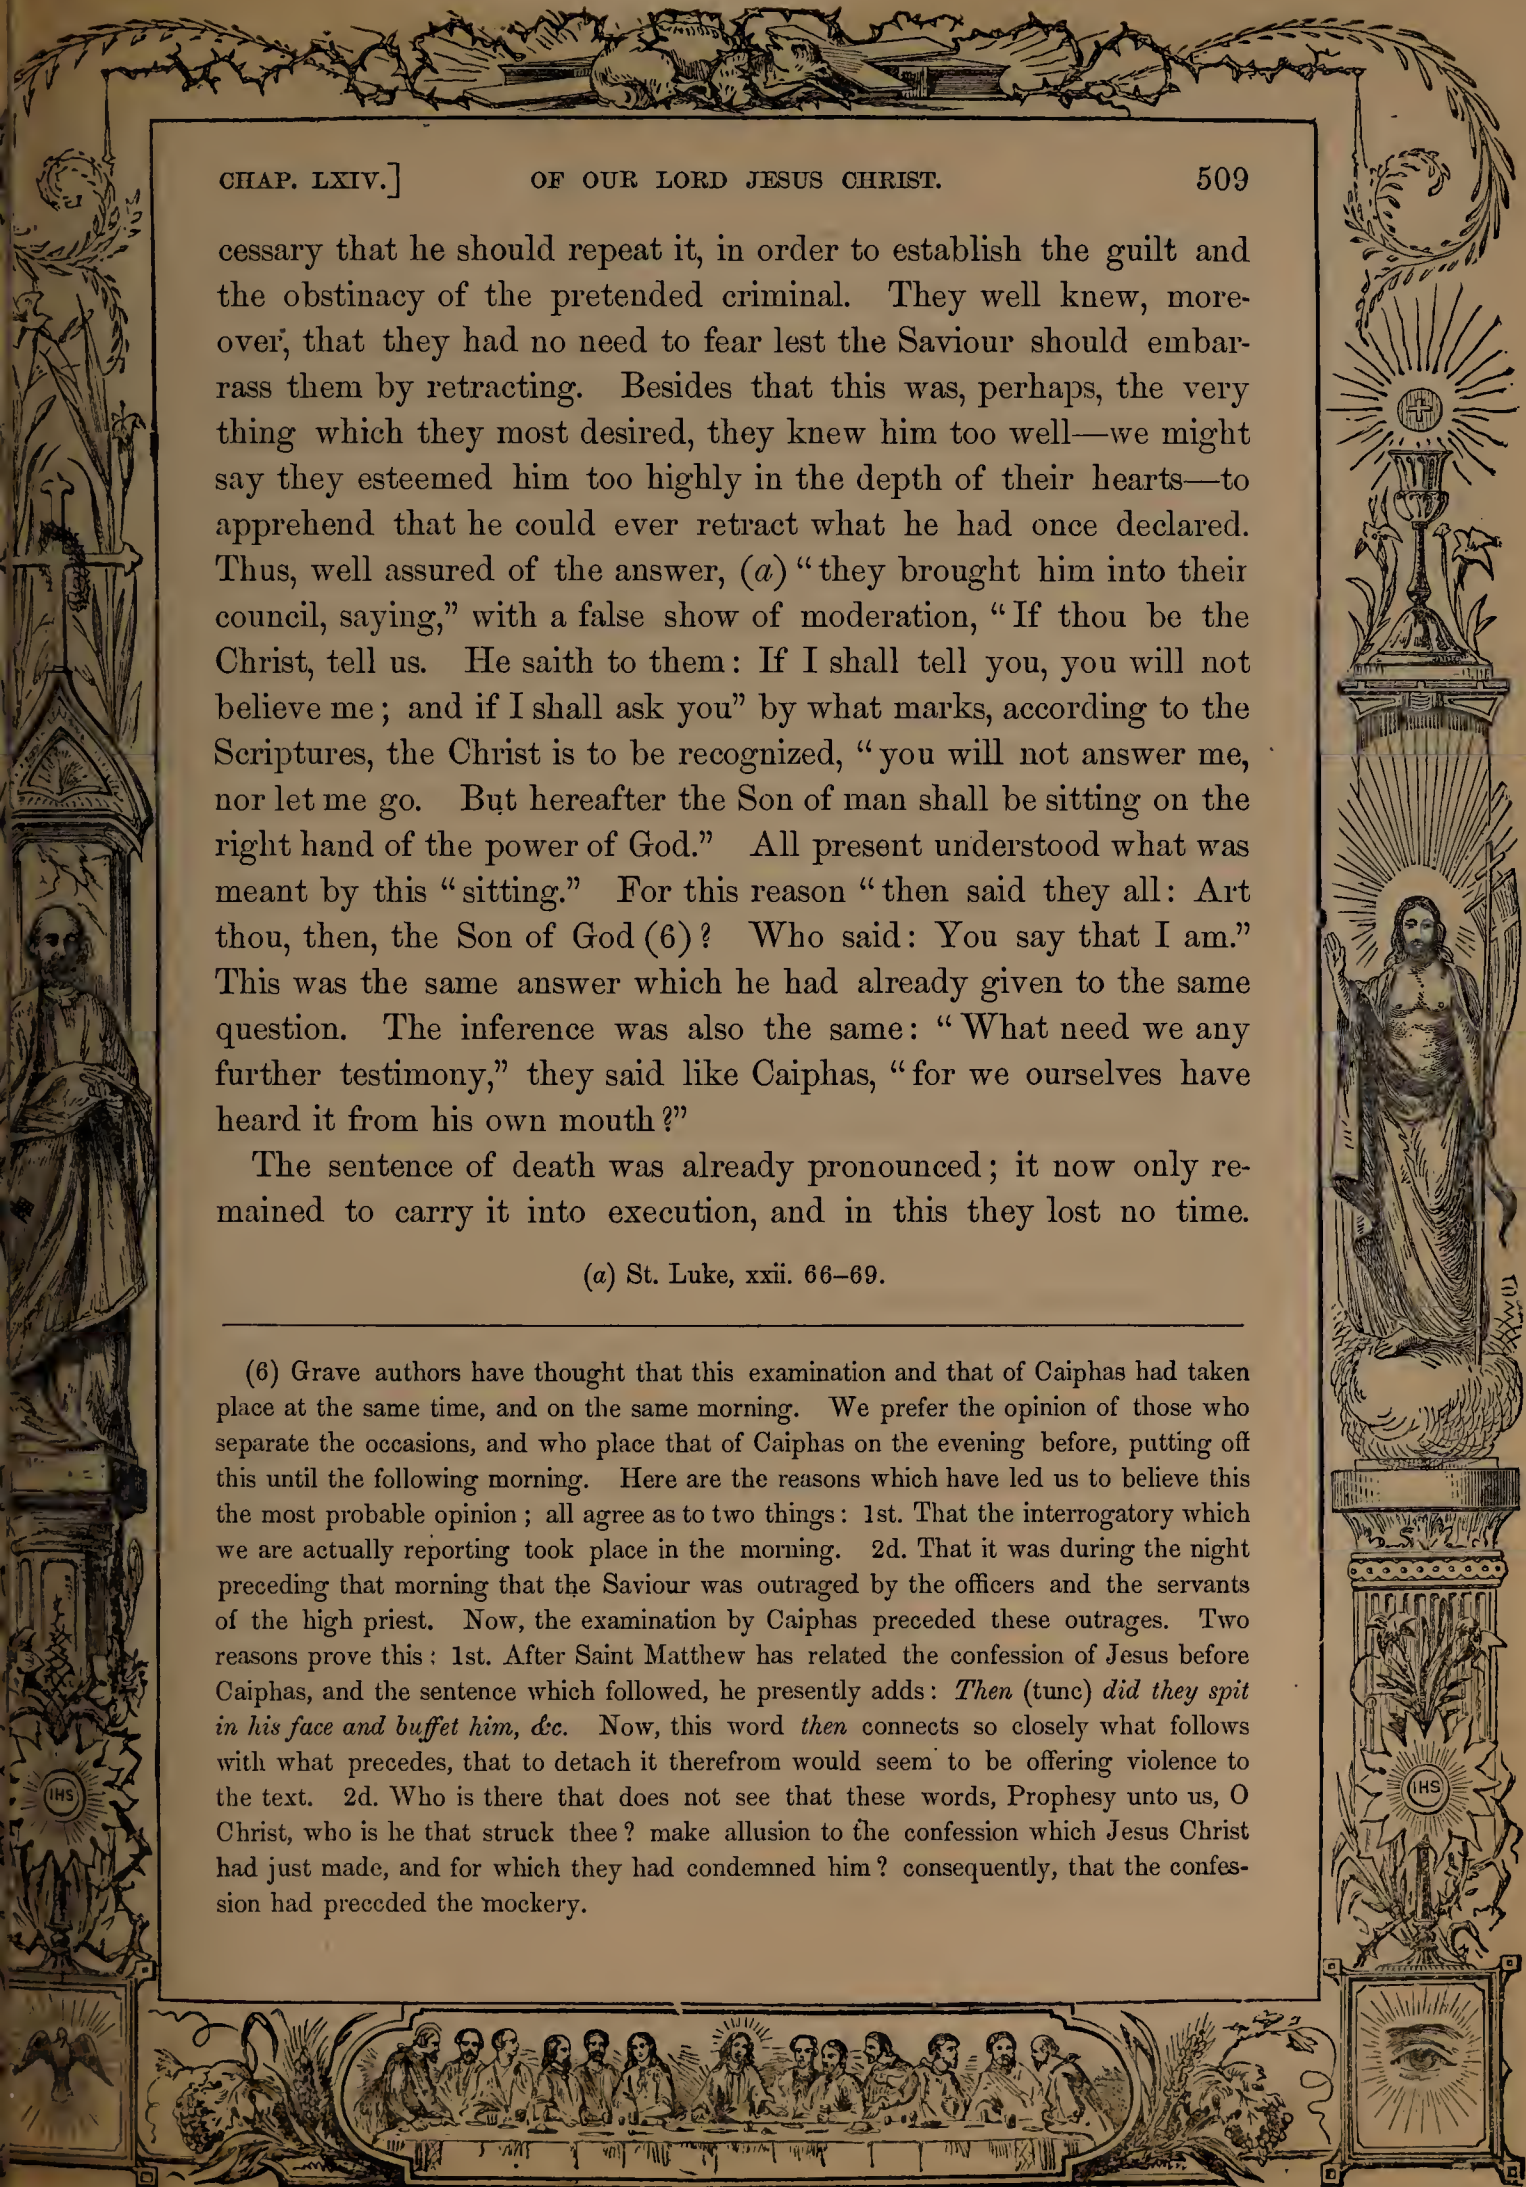 CHAP. LXIV.] OF OUR LORD JESUS CHRIST. 509
cessary that he should repeat it, in order to establish the guilt and
the obstinacy of the pretended criminal. They well knew, more-
over, that they had no need to fear lest the Saviour should embar-
rass them by retracting. Besides that this was, perhaps, the very
thing which they most desired, they knew him too well—we might
say they esteemed him too highly in the depth of their hearts—to
apprehend that he could ever retract what he had once declared.
Thus, well assured of the answer, (a) “they brought him into their
council, saying,” with a false show of moderation, “If thou be the
Christ, tell us. He saith to them: If I shall tell you, you will not
believe me; and if I shall ask you” by what marks, according to the
Scriptures, the Christ is to be recognized, “you will not answer me,
nor let me go. But hereafter the Son of man shall be sitting on the
right hand of the power of God.” All present understood what was
meant by this “sitting.” For this reason “then said they all: Art
thou, then, the Son of God (6)? Who said: You say that I am.”
This was the same answer which he had already given to the same
question. The inference was also the same: “What need we any
further testimony,” they said like Caiphas, “for we ourselves have
heard it from his own mouth?”
The sentence of death was already pronounced; it now only re-
mained to carry it into execution, and in this they lost no time.
(a) St. Luke, xxii. 66–69.
(6) Grave authors have thought that this examination and that of Caiphas had taken
place at the same time, and on the same morning. We prefer the opinion of those who
separate the occasions, and who place that of Caiphas on the evening before, putting off
this until the following morning. Here are the reasons which have led us to believe this
the most probable opinion; all agree as to two things: 1st. That the interrogatory which
we are actually reporting took place in the morning. 2d. That it was during the night
preceding that morning that the Saviour was outraged by the officers and the servants
of the high priest. Now, the examination by Caiphas preceded these outrages. Two
reasons prove this: 1st. After Saint Matthew has related the confession of Jesus before
Caiphas, and the sentence which followed, he presently adds: Then (tunc) did they spit
in his face and buffet him, &c. Now, this word then connects so closely what follows
with what precedes, that to detach it therefrom would seem to be offering violence to
the text. 2d. Who is there that does not see that these words, Prophesy unto us, O
Christ, who is he that struck thee? make allusion to the confession which Jesus Christ
had just made, and for which they had condemned him? consequently, that the confes-
sion had preceded the mockery.
IHS
IHS